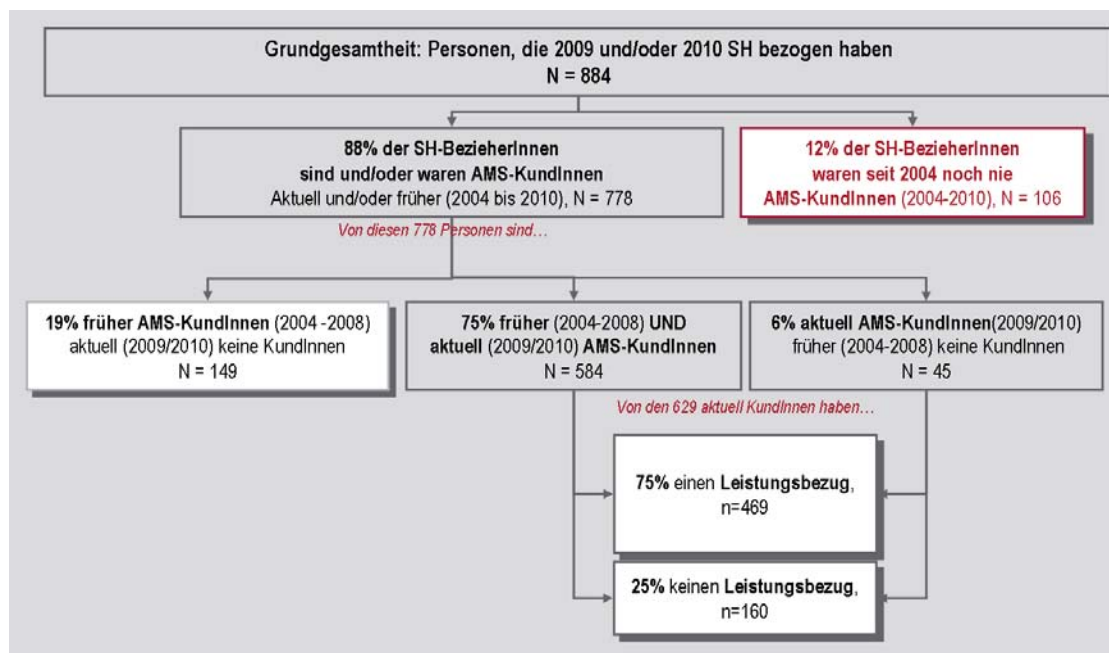 Grundgesamtheit: Personen, die 2009 und/oder 2010 SH bezogen haben
N = 884
88% der SH-BezieherInnen
sind und/oder waren AMS-KundInnen
Aktuell und/oder früher (2004 bis 2010), N = 778
12% der SH-BezieherInnen
waren seit 2004 noch nie
AMS-KundInnen (2004-2010), N = 106
Von diesen 778 Personen sind…
19% früher AMS-KundInnen (2004 -2008)
aktuell (2009/2010) keine KundInnen
N = 149
75% früher (2004-2008) UND
aktuell (2009/2010) AMS-KundInnen
N = 584
6% aktuell AMS-KundInnen(2009/2010)
früher (2004-2008) keine KundInnen
N = 45
Von den 629 aktuell KundInnen haben…
75% einen Leistungsbezug,
n=469
25% keinen Leistungsbezug,
n=160